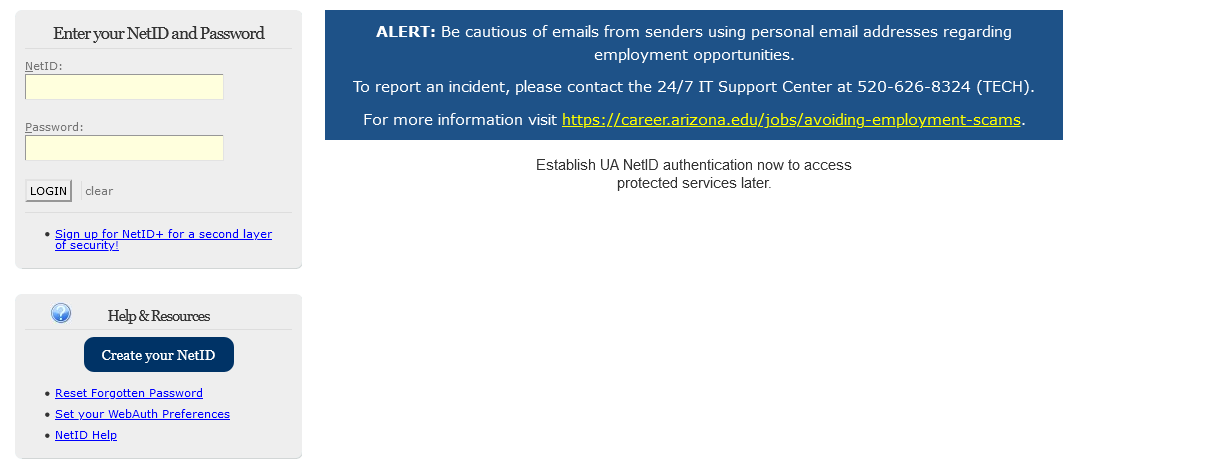 Enter your NetID and Password
NetID:
Password:
LOGIN
clear
Sign up for NetID+ for a second layer
of security!
Help & Resources
Create your NetID
Reset Forgotten Password
Set your WebAuth Preferences
NetID Help
ALERT: Be cautious of emails from senders using personal email addresses regarding
employment opportunities.
To report an incident, please contact the 24/7 IT Support Center at 520-626-8324 (TECH).
For more information visit https://career.arizona.edu/jobs/avoiding-employment-scams.
Establish UA NetID authentication now to access
protected services later.